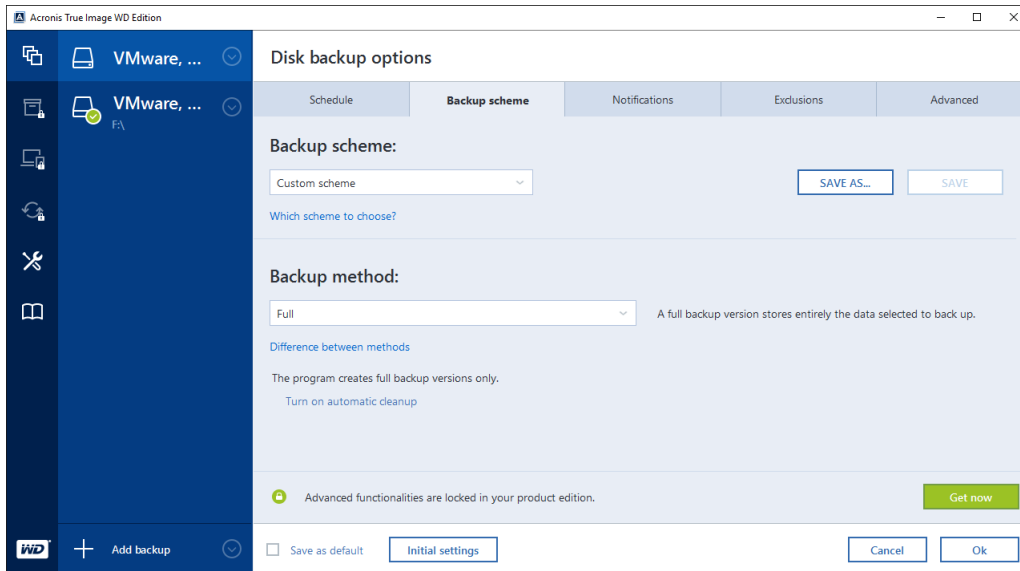 Acronis True Image WD Edition
VMware, ...
VMware, ...
F:\
WD
Add backup
Disk backup options
Schedule
Backup scheme
Notifications
Exclusions
Advanced
Backup scheme:
Custom scheme
SAVE AS...
SAVE
Which scheme to choose?
Backup method:
Full
A full backup version stores entirely the data selected to back up.
Difference between methods
The program creates full backup versions only.
Turn on automatic cleanup
Advanced functionalities are locked in your product edition.
Get now
Save as default
Initial settings
Cancel
Ok